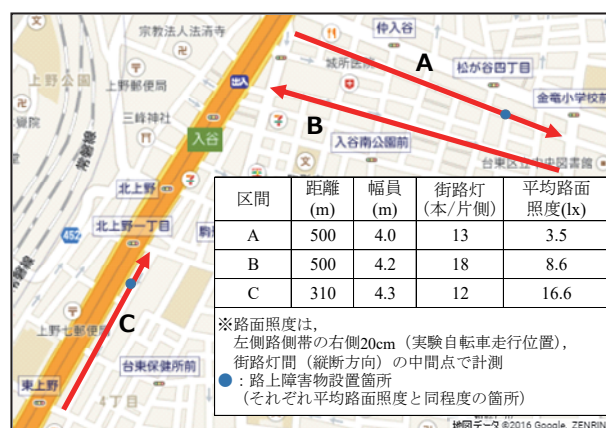 宗教法人法清寺
仲入谷
上野公園
城所医院
A
松が谷四丁目
上野郵便局
出入
金竜小学校前
三峰神社
B
入谷
入谷南公園前
常磐線
台東区立中央図書館
北上野
452
北上野一丁目
常磐線
C
上野七郵便局
台東保健所前
東上野
4丁目
区間 距離(m) 幅員(m) 街路灯(本/片側) 平均路面照度(lx)
A 500 4.0 13 3.5
B 500 4.2 18 8.6
C 310 4.3 12 16.6
※路面照度は,
左側路側帯の右側20cm（実験自転車走行位置）,
街路灯間（縦断方向）の中間点で計測
●：路上障害物設置箇所
（それぞれ平均路面照度と同程度の箇所）
地図データ ©2016 Google, ZENRIN